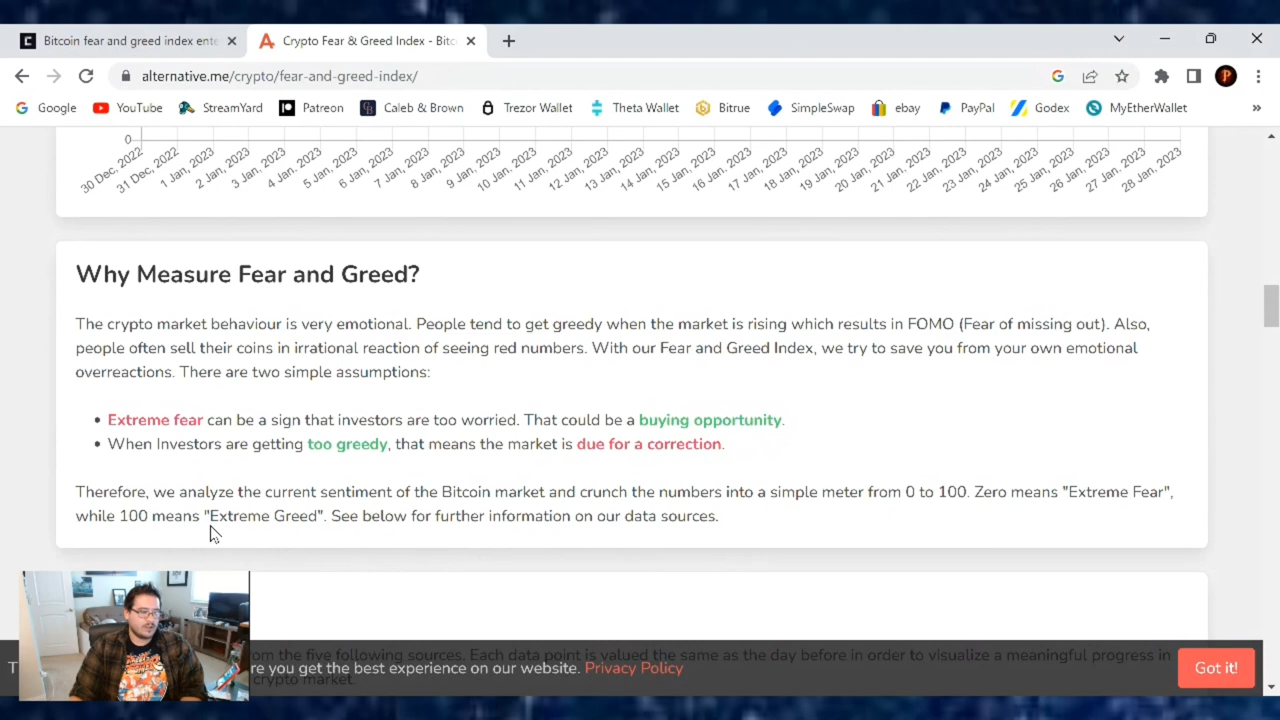 Bitcoin fear and greed index ente
Crypto Fear & Greed Index - Bitc
alternative.me/crypto/fear-and-greed-index/
Google YouTube StreamYard Patreon Caleb & Brown Trezor Wallet Theta Wallet Bitrue SimpleSwap ebay PayPal Godex MyEtherWallet »
0
30 Dec, 2022 31 Dec, 2022 1 Jan, 2023 2 Jan, 2023 3 Jan, 2023 4 Jan, 2023 5 Jan, 2023 6 Jan, 2023 7 Jan, 2023 8 Jan, 2023 9 Jan, 2023 10 Jan, 2023 11 Jan, 2023 12 Jan, 2023 13 Jan, 2023 14 Jan, 2023 15 Jan, 2023 16 Jan, 2023 17 Jan, 2023 18 Jan, 2023 19 Jan, 2023 20 Jan, 2023 21 Jan, 2023 22 Jan, 2023 23 Jan, 2023 24 Jan, 2023 25 Jan, 2023 26 Jan, 2023 27 Jan, 2023 28 Jan, 2023
Why Measure Fear and Greed?
The crypto market behaviour is very emotional. People tend to get greedy when the market is rising which results in FOMO (Fear of missing out). Also,
people often sell their coins in irrational reaction of seeing red numbers. With our Fear and Greed Index, we try to save you from your own emotional
overreactions. There are two simple assumptions:
• Extreme fear can be a sign that investors are too worried. That could be a buying opportunity.
• When Investors are getting too greedy, that means the market is due for a correction.
Therefore, we analyze the current sentiment of the Bitcoin market and crunch the numbers into a simple meter from 0 to 100. Zero means "Extreme Fear",
while 100 means "Extreme Greed". See below for further information on our data sources.
om the five following sources. Each data point is valued the same as the day before in order to visualize a meaningful progress in
T
re you get the best experience on our website. Privacy Policy
Got it!
crypto market.